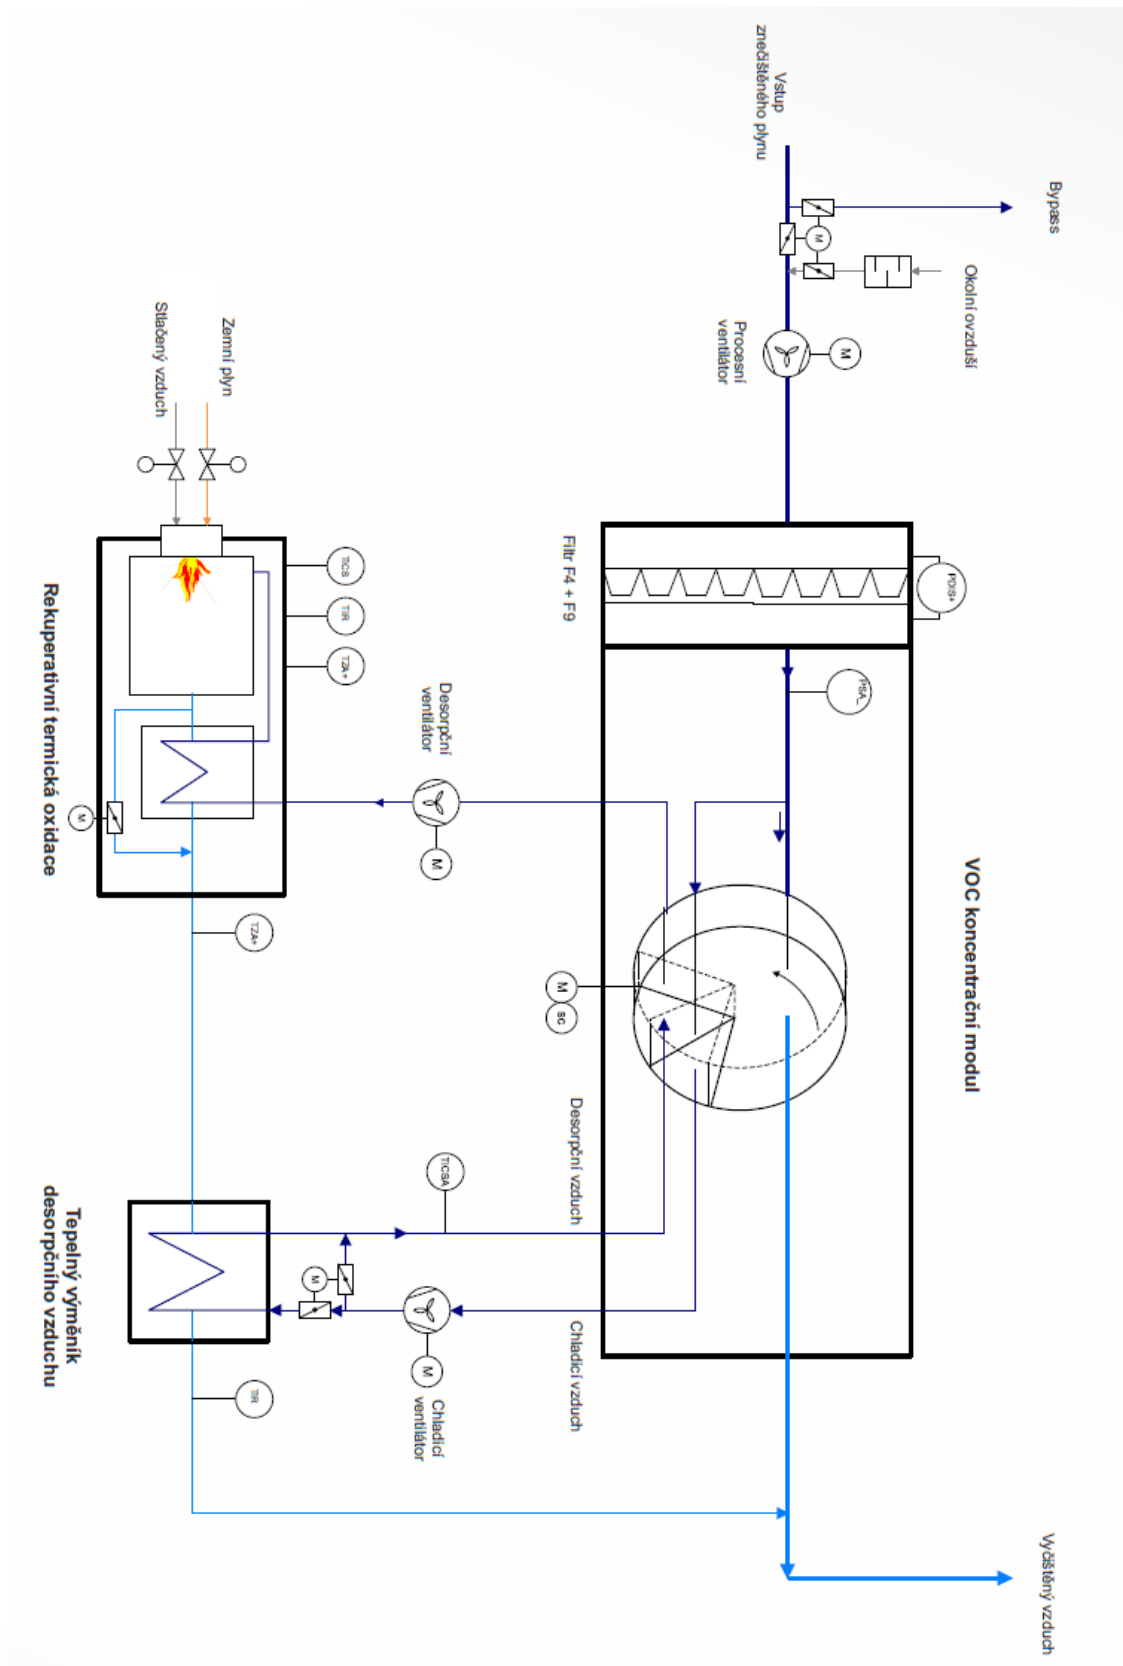 Bypass
Vyčištěný vzduch
Okolní ovzduší
VOC koncentrační modul
PDIS+
M
PSA_
M
Vstup
znečištěného plynu
Procesní
ventilátor
Filtr F4 + F9
M
SC
Desorpční vzduch
Chladicí vzduch
Desorpční
ventilátor
M
TICSA
M
Chladicí
ventilátor
TICS
TIR
TZA+
M
TZA+
TIR
Zemní plyn
Stlačený vzduch
M
Rekuperativní termická oxidace
Tepelný výměník
desorpčního vzduchu